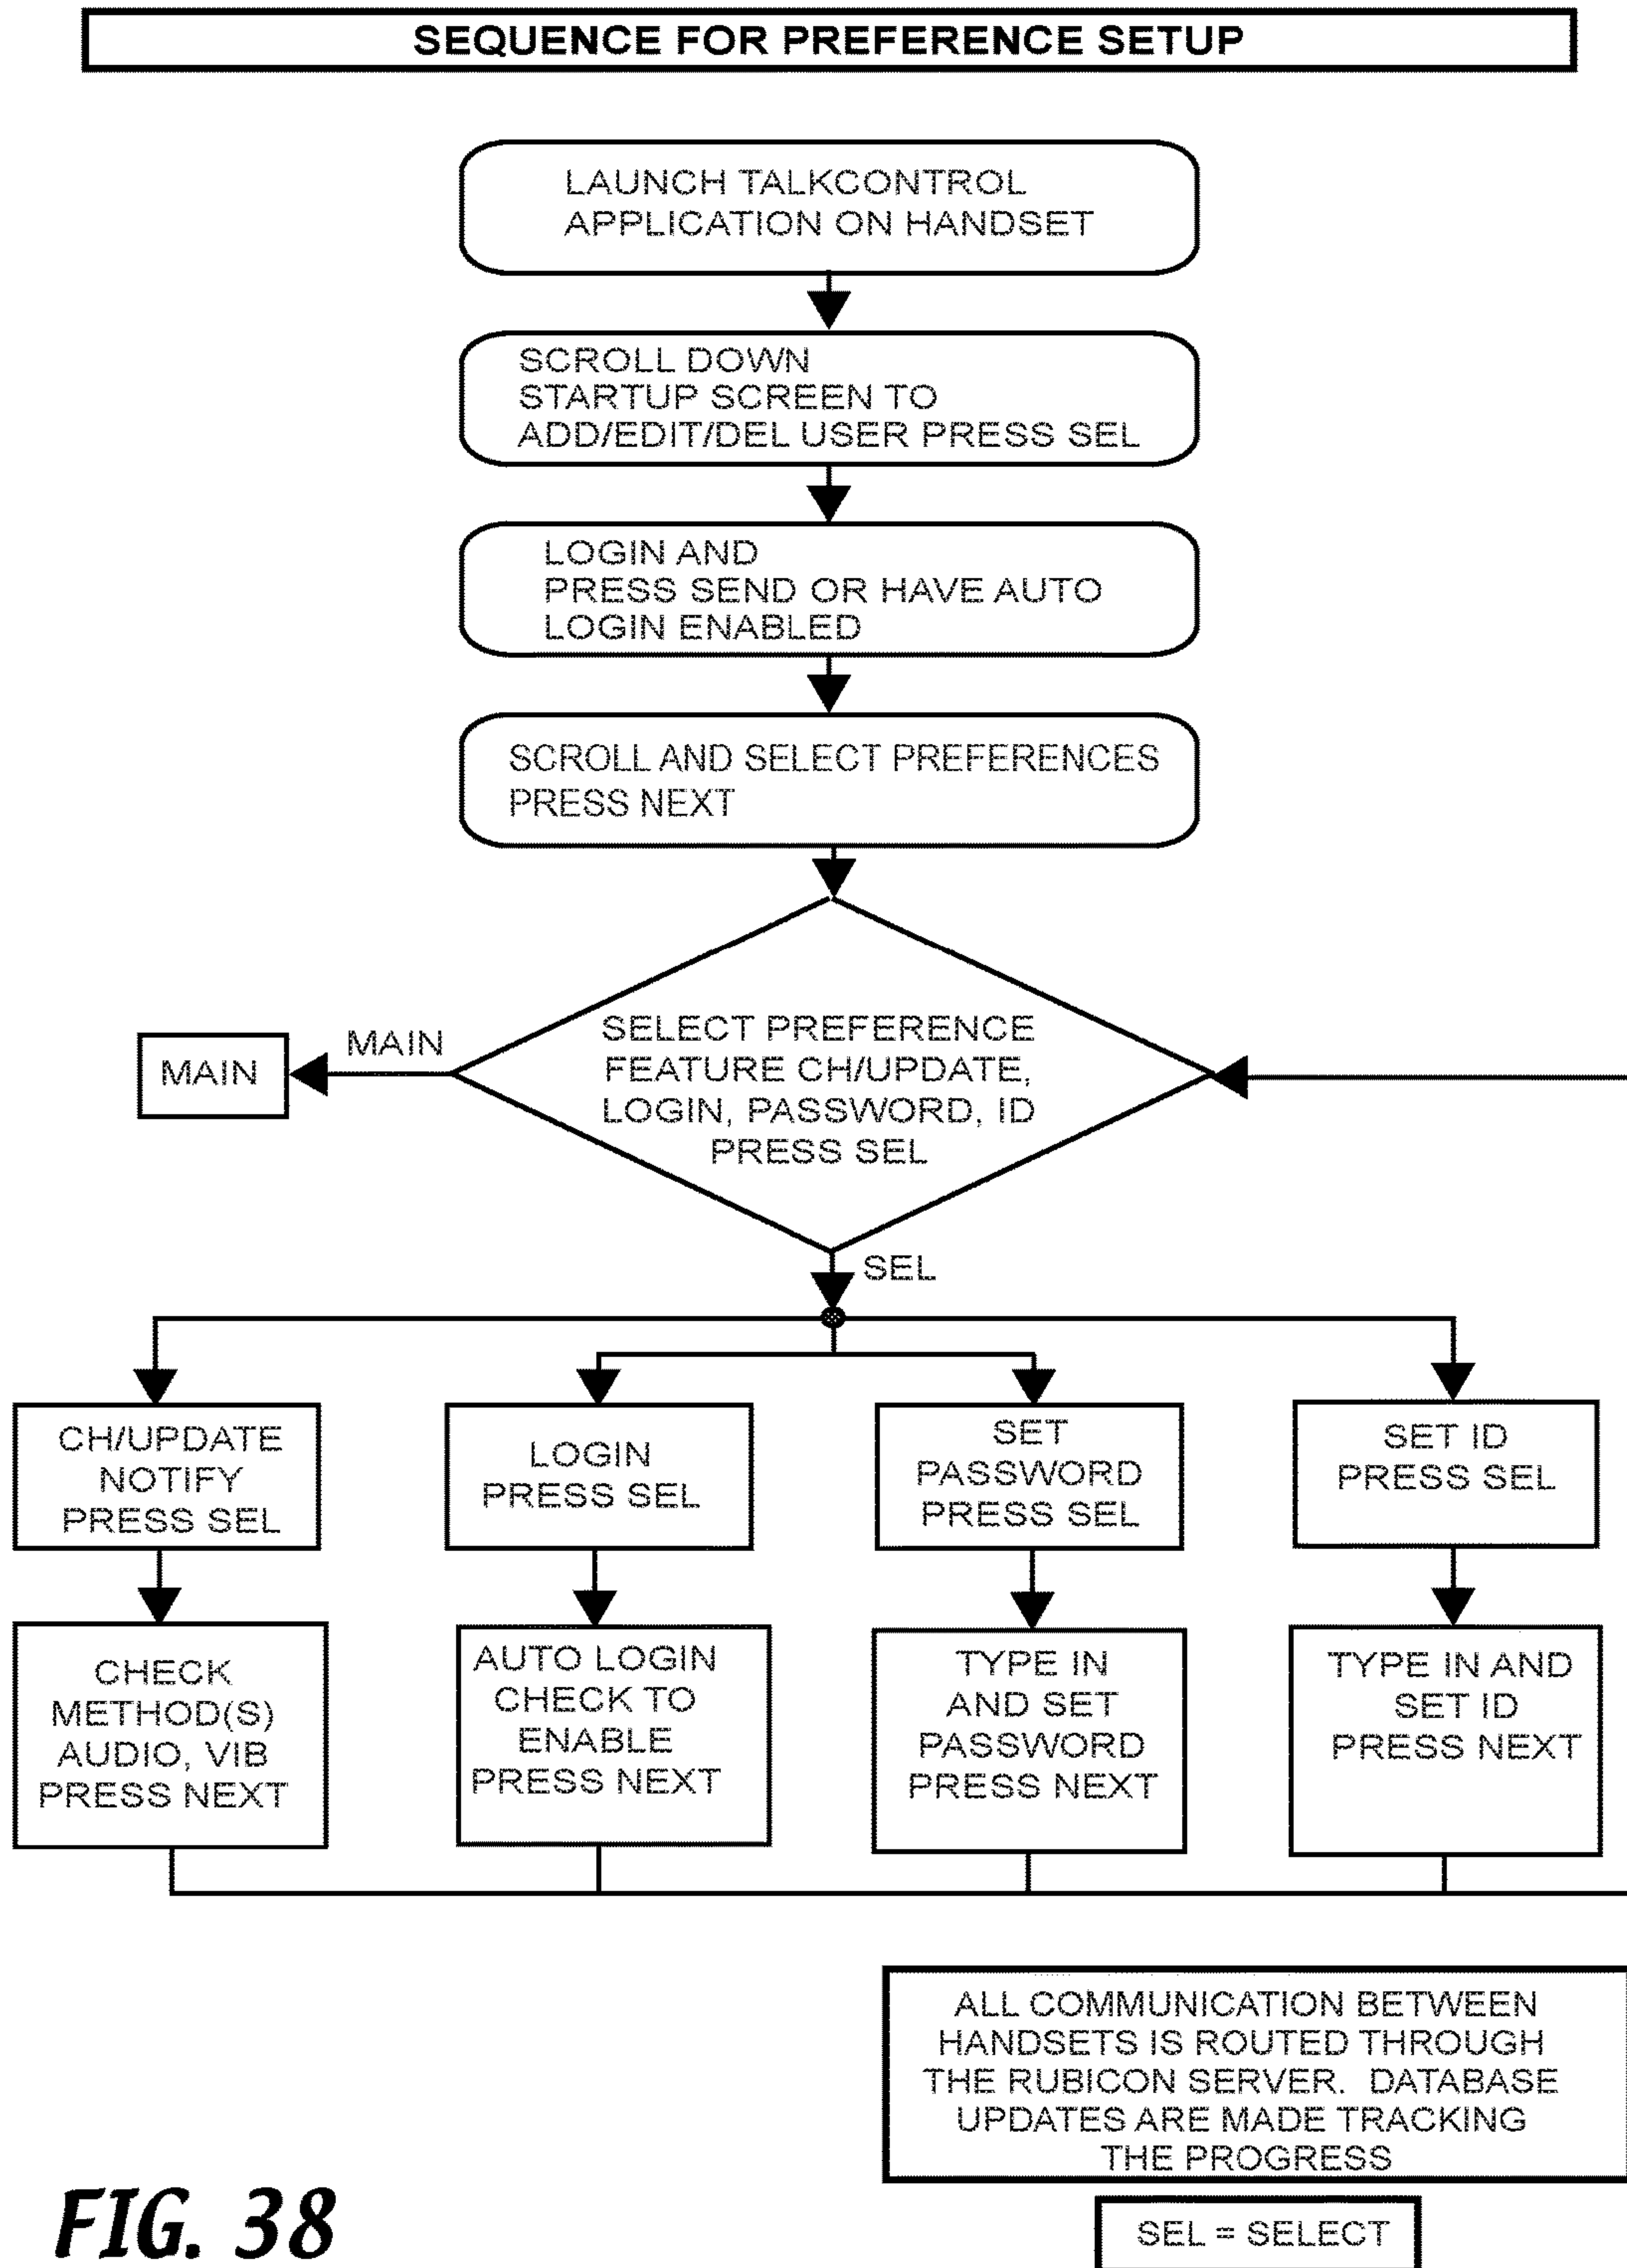 SEQUENCE FOR PREFERENCE SETUP
LAUNCH TALKCONTROL
APPLICATION ON HANDSET
SCROLL DOWN
STARTUP SCREEN TO
ADD/EDIT/DEL USER PRESS SEL
LOGIN AND
PRESS SEND OR HAVE AUTO
LOGIN ENABLED
SCROLL AND SELECT PREFERENCES
PRESS NEXT
SELECT PREFERENCE
FEATURE CH/UPDATE,
LOGIN, PASSWORD, ID
PRESS SEL
MAIN
MAIN
SEL
CH/UPDATE
NOTIFY
PRESS SEL
LOGIN
PRESS SEL
SET
PASSWORD
PRESS SEL
SET ID
PRESS SEL
CHECK
METHOD(S)
AUDIO, VIB
PRESS NEXT
AUTO LOGIN
CHECK TO
ENABLE
PRESS NEXT
TYPE IN
AND SET
PASSWORD
PRESS NEXT
TYPE IN AND
SET ID
PRESS NEXT
ALL COMMUNICATION BETWEEN
HANDSETS IS ROUTED THROUGH
THE RUBICON SERVER.  DATABASE
UPDATES ARE MADE TRACKING
THE PROGRESS
SEL = SELECT
FIG. 38